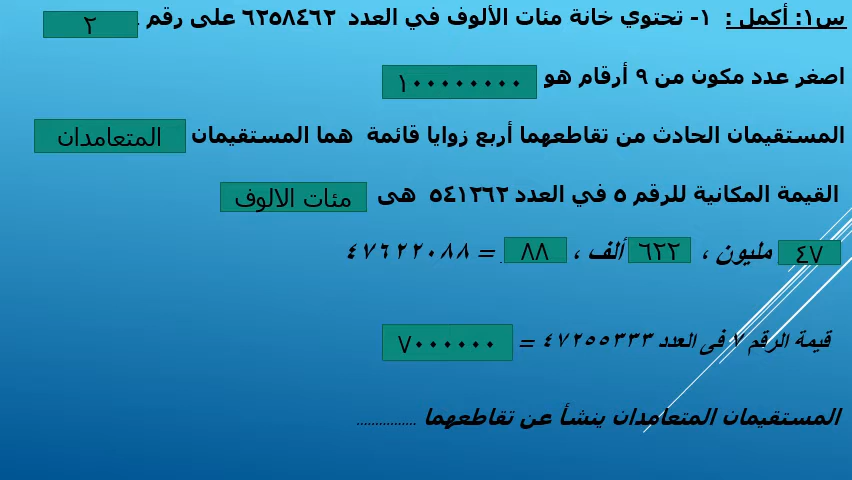 س١: أكمل : ١- تحتوي خانة مئات الألوف في العدد ٦٢٥٨٤٦٢ على رقم . ٢
اصغر عدد مكون من ٩ أرقام هو ١٠٠٠٠٠٠٠٠
المستقيمان الحادث من تقاطعهما أربع زوايا قائمة هما المستقيمان المتعامدان
القيمة المكانية للرقم ٥ في العدد ٥٤١٢٦٢ هى مئات الالوف
٤٧ مليون ، ٦٢٢ ألف ، ٨٨ = ٤٧٦٢٢٠٨٨
قيمة الرقم ٧ فى العدد ٤٧٢٥٥٣٣٣ = ٧٠٠٠٠٠٠
المستقيمان المتعامدان ينشأ عن تقاطعهما ................